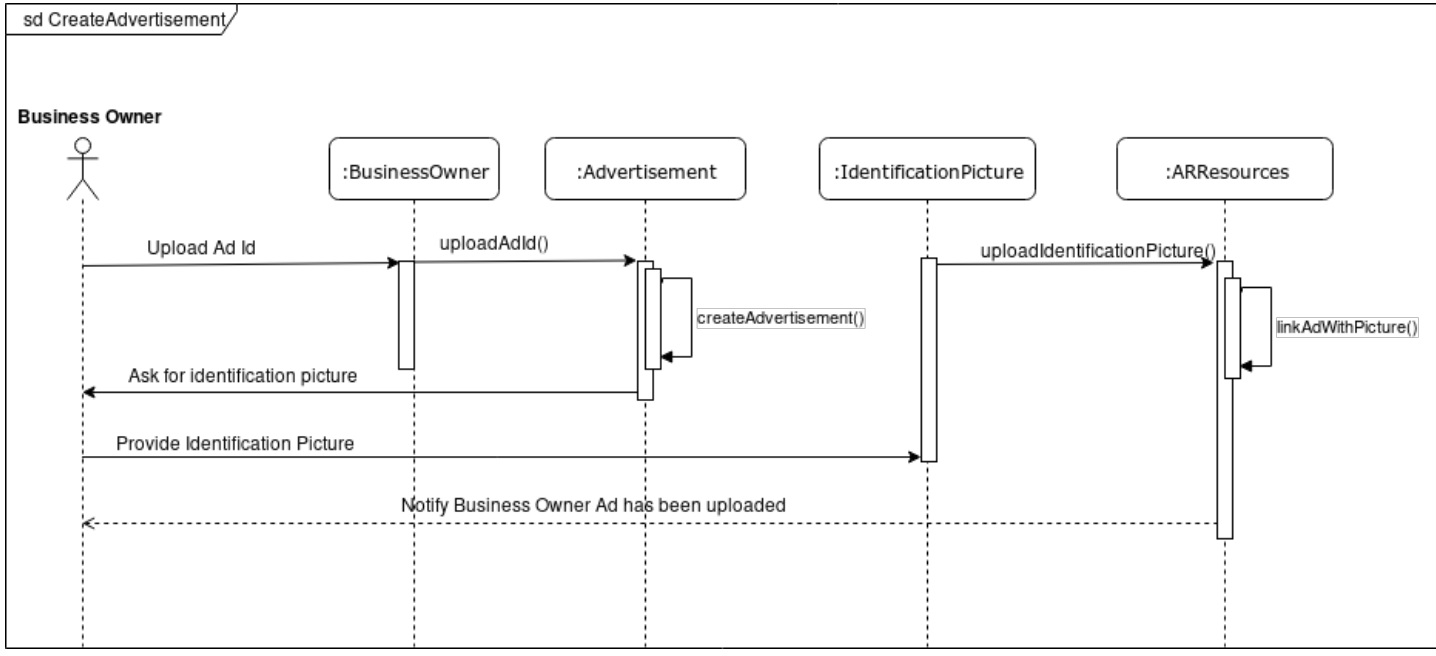 sd CreateAdvertisement
Business Owner
:BusinessOwner
:Advertisement
:IdentificationPicture
:ARResources
Upload Ad Id
uploadAdId()
uploadIdentificationPicture()
createAdvertisement()
linkAdWithPicture()
Ask for identification picture
Provide Identification Picture
Notify Business Owner Ad has been uploaded